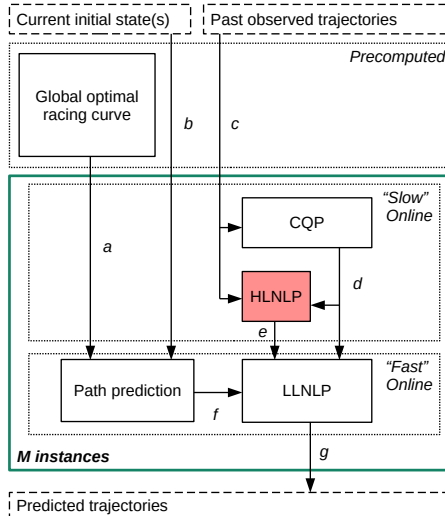 Current initial state(s)
Past observed trajectories
Precomputed
Global optimal
racing curve
b
c
a
“Slow”
Online
CQP
d
HLNLP
e
“Fast”
Online
Path prediction
LLNLP
f
g
M instances
Predicted trajectories